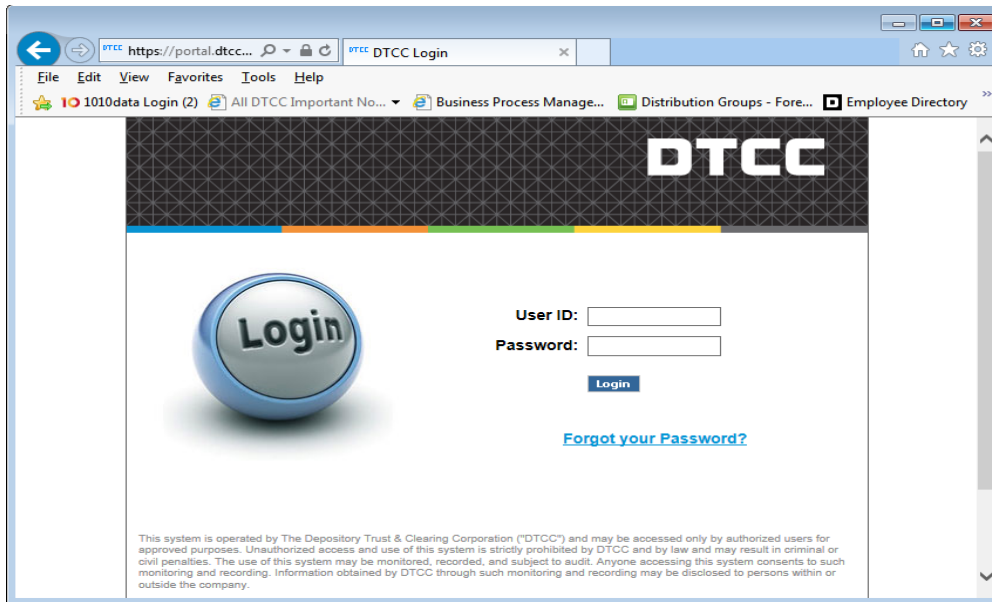 DTCC https://portal.dtcc... DTCC DTCC Login
File Edit View Favorites Tools Help
1010data Login (2) All DTCC Important No... Business Process Manage... Distribution Groups - Fore... Employee Directory
DTCC
Login
User ID:
Password:
Login
Forgot your Password?
This system is operated by The Depository Trust & Clearing Corporation ("DTCC") and may be accessed only by authorized users for
approved purposes. Unauthorized access and use of this system is strictly prohibited by DTCC and by law and may result in criminal or
civil penalties. The use of this system may be monitored, recorded, and subject to audit. Anyone accessing this system consents to such
monitoring and recording. Information obtained by DTCC through such monitoring and recording may be disclosed to persons within or
outside the company.